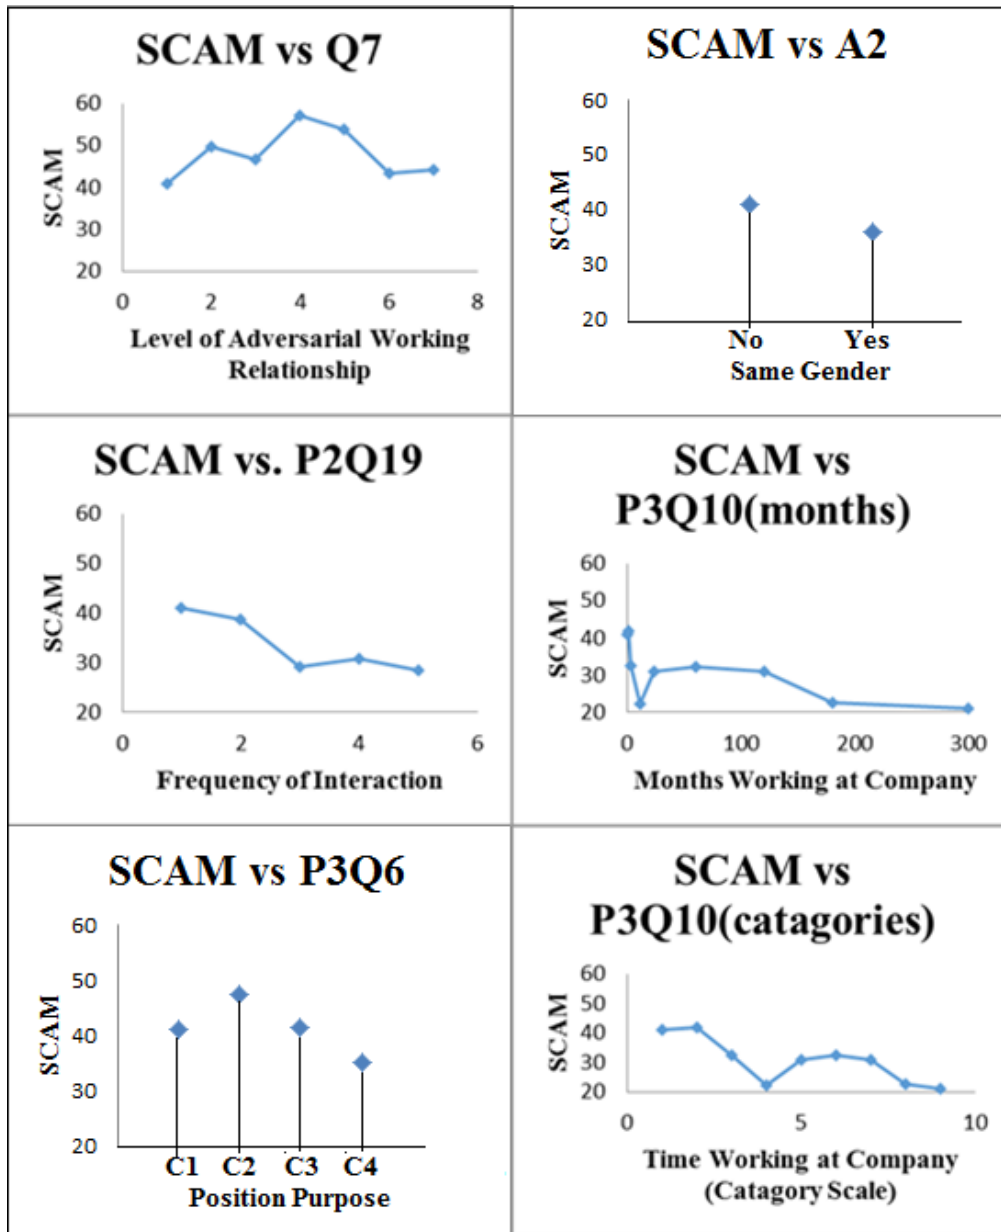 SCAM vs Q7
60
50
40
30
20
SCAM
0 2 4 6 8
Level of Adversarial Working
Relationship
SCAM vs A2
60
50
40
30
20
SCAM
No Yes
Same Gender
SCAM vs. P2Q19
60
50
40
30
20
SCAM
0 2 4 6
Frequency of Interaction
SCAM vs
P3Q10(months)
60
50
40
30
20
SCAM
0 100 200 300
Months Working at Company
SCAM vs P3Q6
60
50
40
30
20
SCAM
C1 C2 C3 C4
Position Purpose
SCAM vs
P3Q10(catagories)
60
50
40
30
20
SCAM
0 5 10
Time Working at Company
(Catagory Scale)